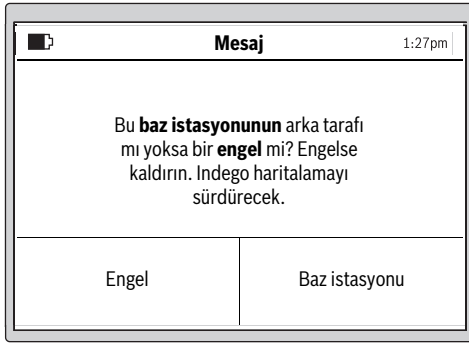 Mesaj 1:27pm
Bu baz istasyonunun arka tarafı
mı yoksa bir engel mi? Engelse
kaldırın. Indego haritalamayı
sürdürecek.
Engel Baz istasyonu